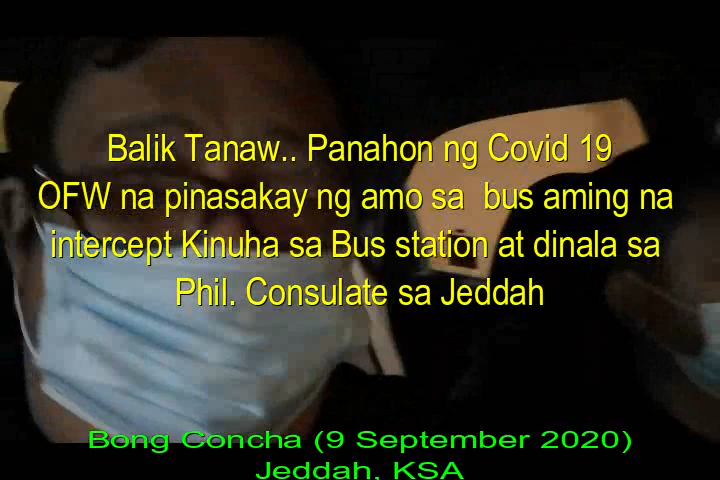 Balik Tanaw.. Panahon ng Covid 19
OFW na pinasakay ng amo sa bus aming na
intercept Kinuha sa Bus station at dinala sa
Phil. Consulate sa Jeddah
Bong Concha (9 September 2020)
Jeddah, KSA